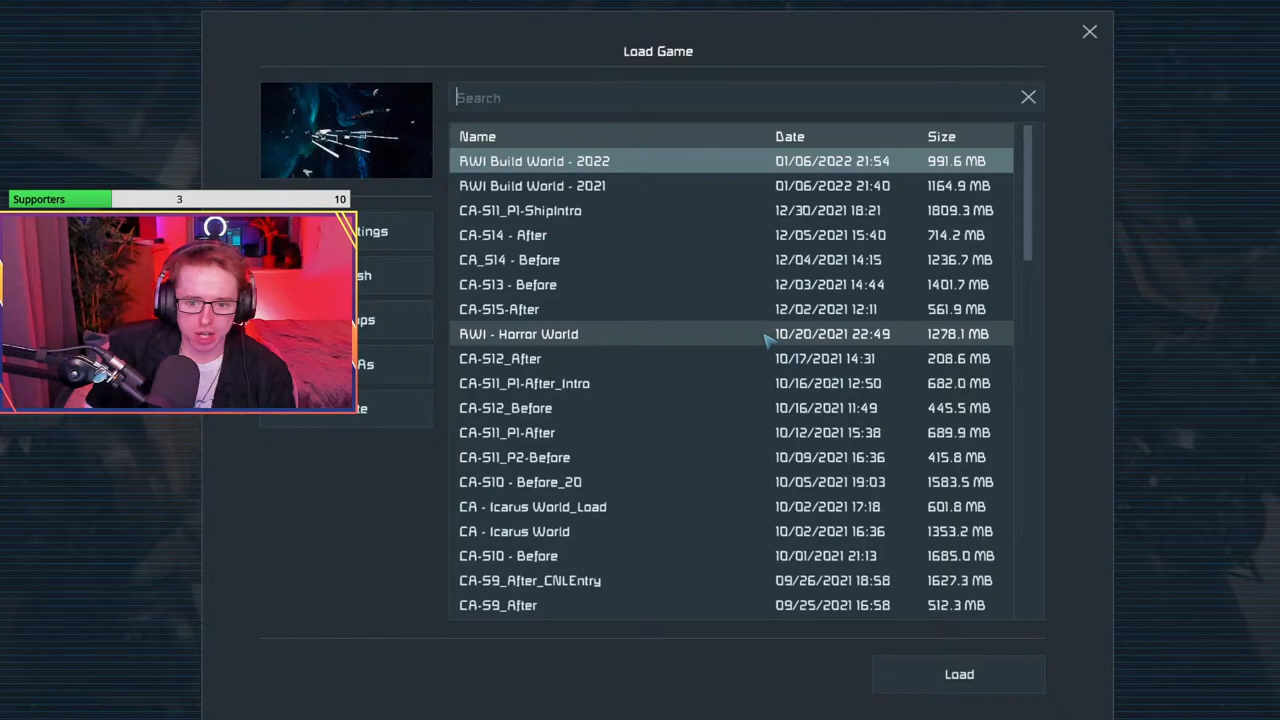 Load Game
Search
Name Date Size
RWI Build World - 2022 01/06/2022 21:54 991.6 MB
RWI Build World - 2021 01/06/2022 21:40 1164.9 MB
CA-S11_P1-ShipIntro 12/30/2021 18:21 1809.3 MB
CA-S14 - After 12/05/2021 15:40 714.2 MB
CA_S14 - Before 12/04/2021 14:15 1236.7 MB
CA-S13 - Before 12/03/2021 14:44 1401.7 MB
CA-S15-After 12/02/2021 12:11 561.9 MB
RWI - Horror World 10/20/2021 22:49 1278.1 MB
CA-S12_After 10/17/2021 14:31 208.6 MB
CA-S11_P1-After_Intro 10/16/2021 12:50 682.0 MB
CA-S12_Before 10/16/2021 11:49 445.5 MB
CA-S11_P1-After 10/12/2021 15:38 689.9 MB
CA-S11_P2-Before 10/09/2021 16:36 415.8 MB
CA-S10 - Before_20 10/05/2021 19:03 1583.5 MB
CA - Icarus World_Load 10/02/2021 17:18 601.8 MB
CA - Icarus World 10/02/2021 16:36 1353.2 MB
CA-S10 - Before 10/01/2021 21:13 1685.0 MB
CA-S9_After_CNLEntry 09/26/2021 18:58 1627.3 MB
CA-S9_After 09/25/2021 16:58 512.3 MB
Supporters 3 10
tings
sh
ps
As
te
Load